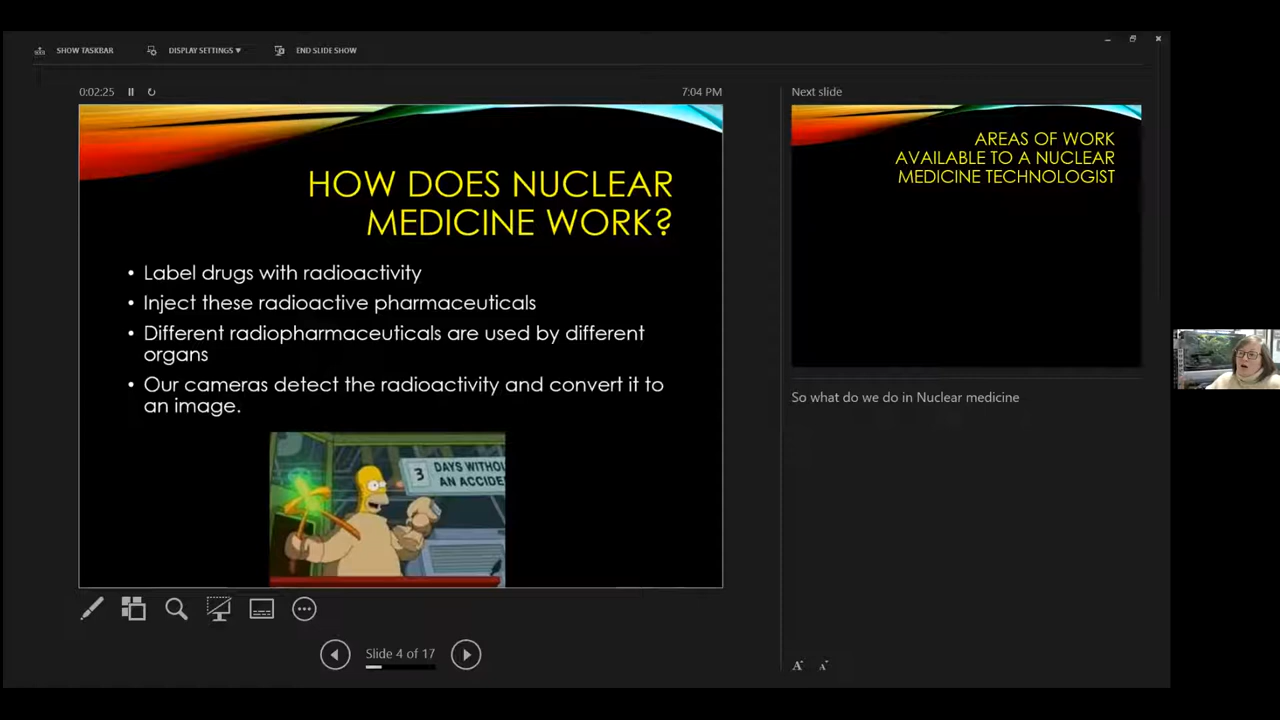 SHOW TASKBAR
DISPLAY SETTINGS ▾
END SLIDE SHOW
0:02:25
7:04 PM
HOW DOES NUCLEAR
MEDICINE WORK?
• Label drugs with radioactivity
• Inject these radioactive pharmaceuticals
• Different radiopharmaceuticals are used by different
organs
• Our cameras detect the radioactivity and convert it to
an image.
3
DAYS WITHOU
AN ACCIDE
Slide 4 of 17
Next slide
AREAS OF WORK
AVAILABLE TO A NUCLEAR
MEDICINE TECHNOLOGIST
So what do we do in Nuclear medicine
A
A